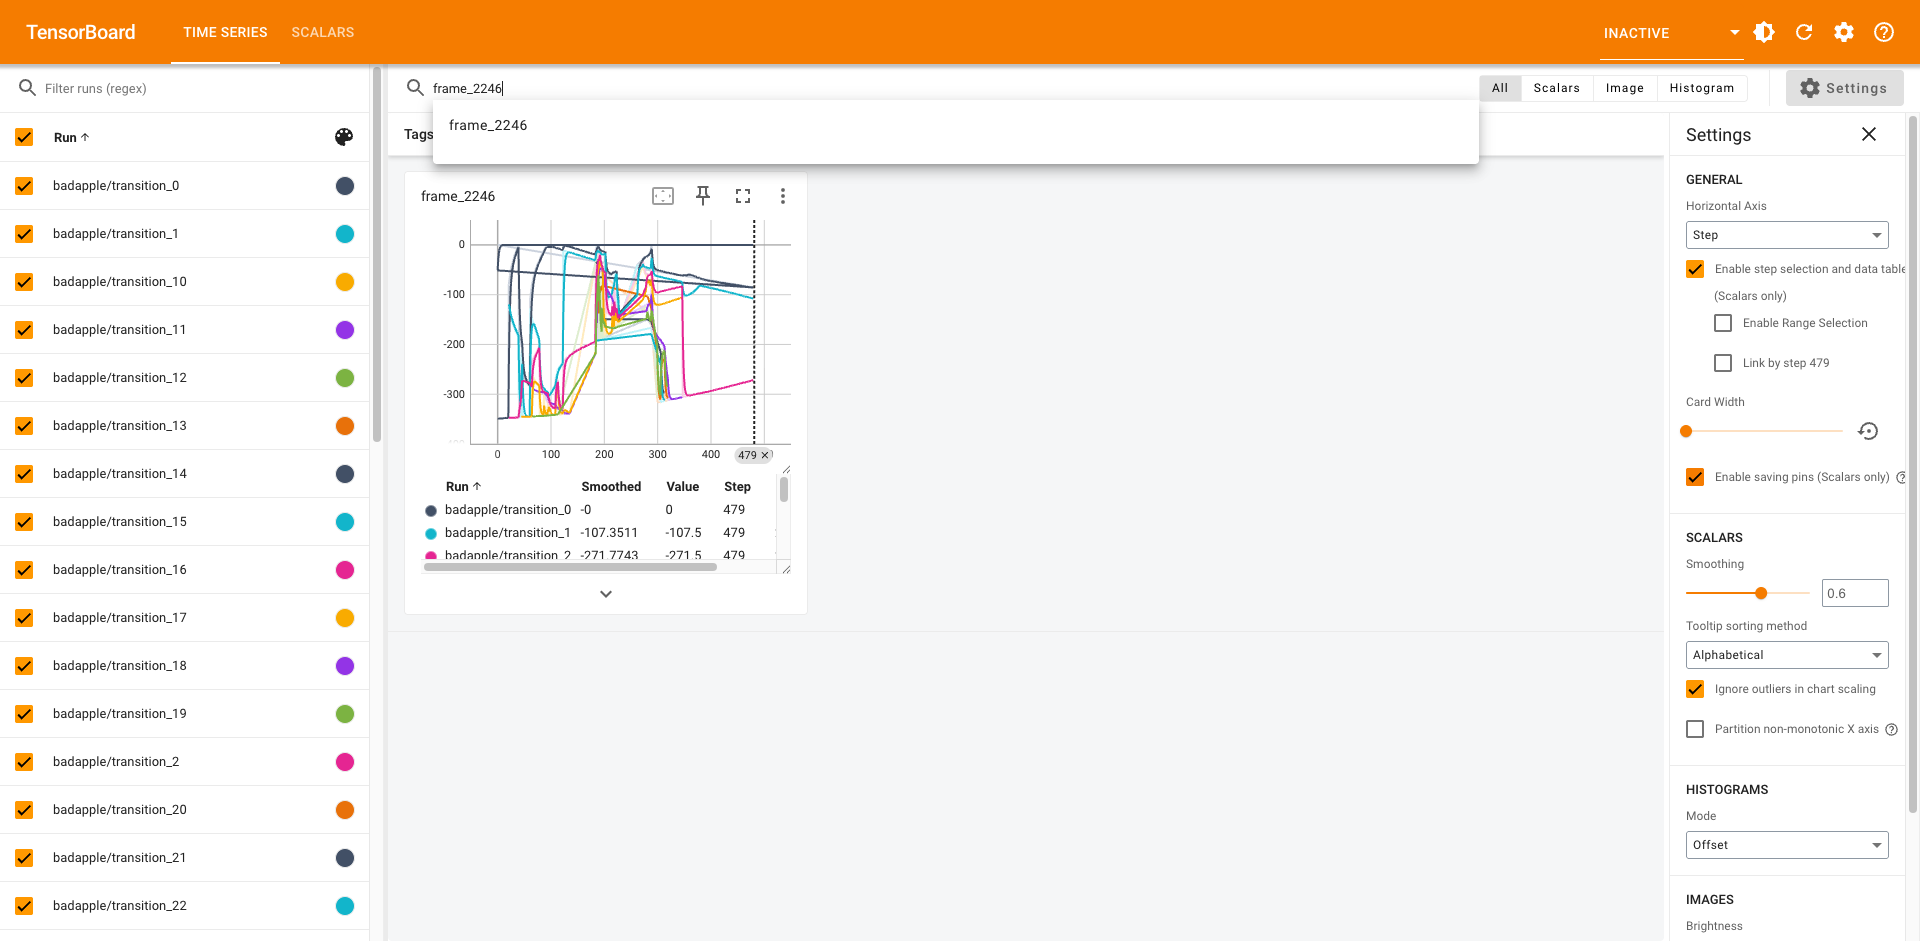 TensorBoard TIME SERIES SCALARS INACTIVE
Filter runs (regex)
frame_2246 All Scalars Image Histogram Settings
frame_2246
Run
Tags
Settings
badapple/transition_0
badapple/transition_1
badapple/transition_10
badapple/transition_11
badapple/transition_12
badapple/transition_13
badapple/transition_14
badapple/transition_15
badapple/transition_16
badapple/transition_17
badapple/transition_18
badapple/transition_19
badapple/transition_2
badapple/transition_20
badapple/transition_21
badapple/transition_22
frame_2246
0
-100
-200
-300
0 100 200 300 400 479
Run Smoothed Value Step
badapple/transition_0 -0 0 479
badapple/transition_1 -107.3511 -107.5 479
badapple/transition_2 -271.7743 -271.5 479
GENERAL
Horizontal Axis
Step
Enable step selection and data table
(Scalars only)
Enable Range Selection
Link by step 479
Card Width
Enable saving pins (Scalars only)
SCALARS
Smoothing
0.6
Tooltip sorting method
Alphabetical
Ignore outliers in chart scaling
Partition non-monotonic X axis
HISTOGRAMS
Mode
Offset
IMAGES
Brightness